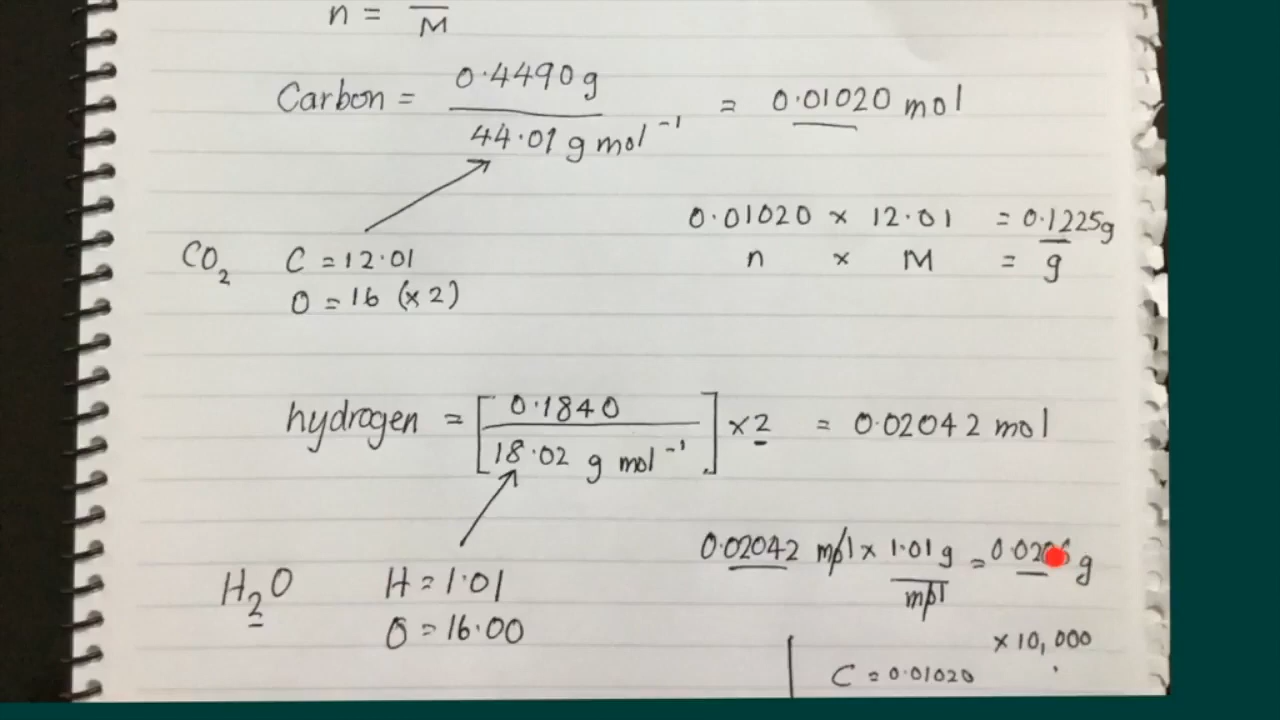 n = — M
Carbon = 0.4490 g / 44.01 g mol⁻¹ = 0.01020 mol
0.01020 x 12.01 = 0.1225g
n x M = g
CO₂ C = 12.01
O = 16 (x2)
hydrogen = [0.1840 / 18.02 g mol⁻¹] x 2 = 0.02042 mol
0.02042 mol x 1.01 g / mol = g
H₂O H = 1.01
O = 16.00
x 10,000
C = 0.01020